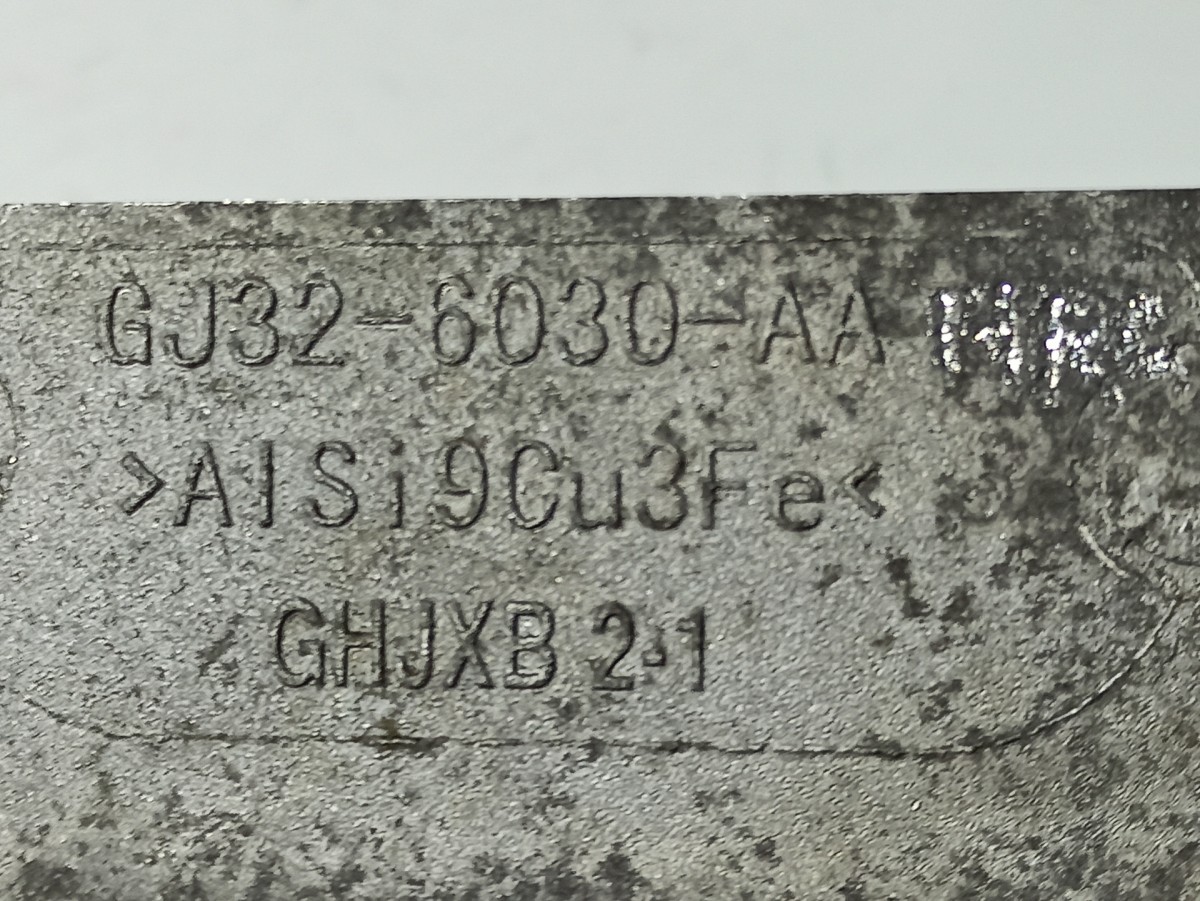 GJ32-6030-AA
>AlSi9Cu3Fe<
GHJXB 2-1